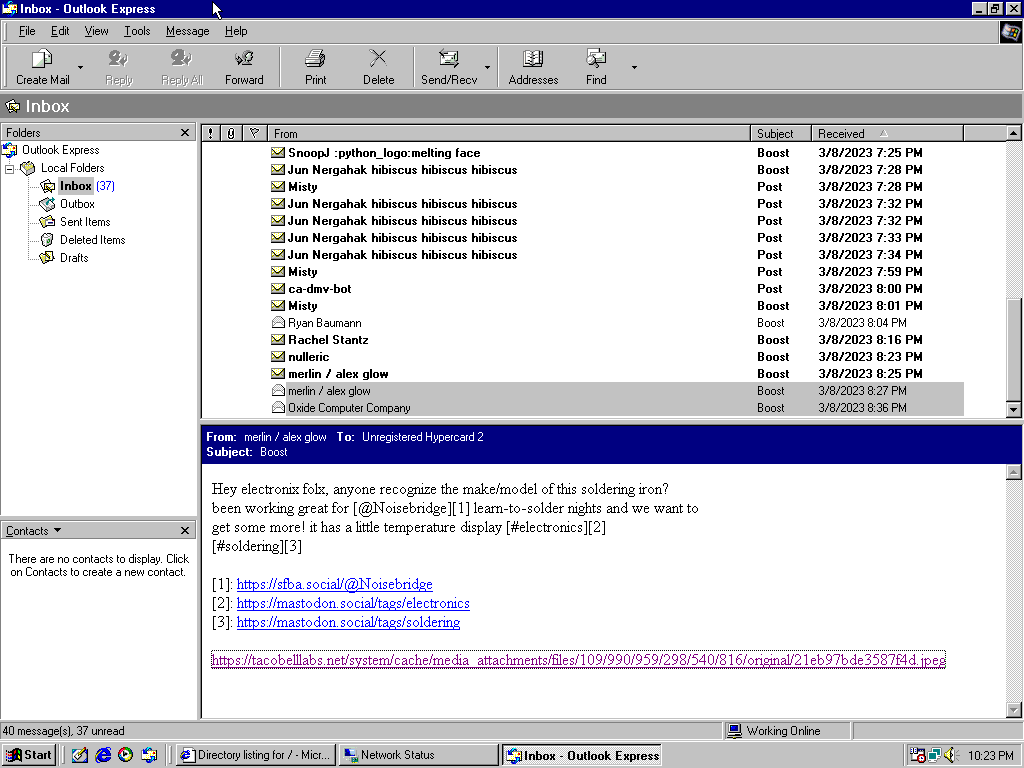 Inbox - Outlook Express
File Edit View Tools Message Help
Create Mail Reply Reply All Forward Print Delete Send/Recv Addresses Find
Inbox
Folders
Outlook Express
Local Folders
Inbox (37)
Outbox
Sent Items
Deleted Items
Drafts
Contacts
There are no contacts to display. Click
on Contacts to create a new contact.
! From Subject Received
SnoopJ :python_logo:melting face Boost 3/8/2023 7:25 PM
Jun Nergahak hibiscus hibiscus hibiscus Boost 3/8/2023 7:28 PM
Misty Post 3/8/2023 7:28 PM
Jun Nergahak hibiscus hibiscus hibiscus Post 3/8/2023 7:32 PM
Jun Nergahak hibiscus hibiscus hibiscus Post 3/8/2023 7:32 PM
Jun Nergahak hibiscus hibiscus hibiscus Post 3/8/2023 7:33 PM
Jun Nergahak hibiscus hibiscus hibiscus Post 3/8/2023 7:34 PM
Misty Post 3/8/2023 7:59 PM
ca-dmv-bot Post 3/8/2023 8:00 PM
Misty Boost 3/8/2023 8:01 PM
Ryan Baumann Boost 3/8/2023 8:04 PM
Rachel Stantz Boost 3/8/2023 8:16 PM
nulleric Boost 3/8/2023 8:23 PM
merlin / alex glow Boost 3/8/2023 8:25 PM
merlin / alex glow Boost 3/8/2023 8:27 PM
Oxide Computer Company Boost 3/8/2023 8:36 PM
From: merlin / alex glow To: Unregistered Hypercard 2
Subject: Boost
Hey electronix folx, anyone recognize the make/model of this soldering iron?
been working great for [@Noisebridge][1] learn-to-solder nights and we want to
get some more! it has a little temperature display [#electronics][2]
[#soldering][3]
[1]: https://sfba.social/@Noisebridge
[2]: https://mastodon.social/tags/electronics
[3]: https://mastodon.social/tags/soldering
https://tacobelllabs.net/system/cache/media_attachments/files/109/990/959/298/540/816/original/21eb97bde3587f4d.jpeg
40 message(s), 37 unread Working Online
Start Directory listing for / - Micr... Network Status Inbox - Outlook Express 10:23 PM